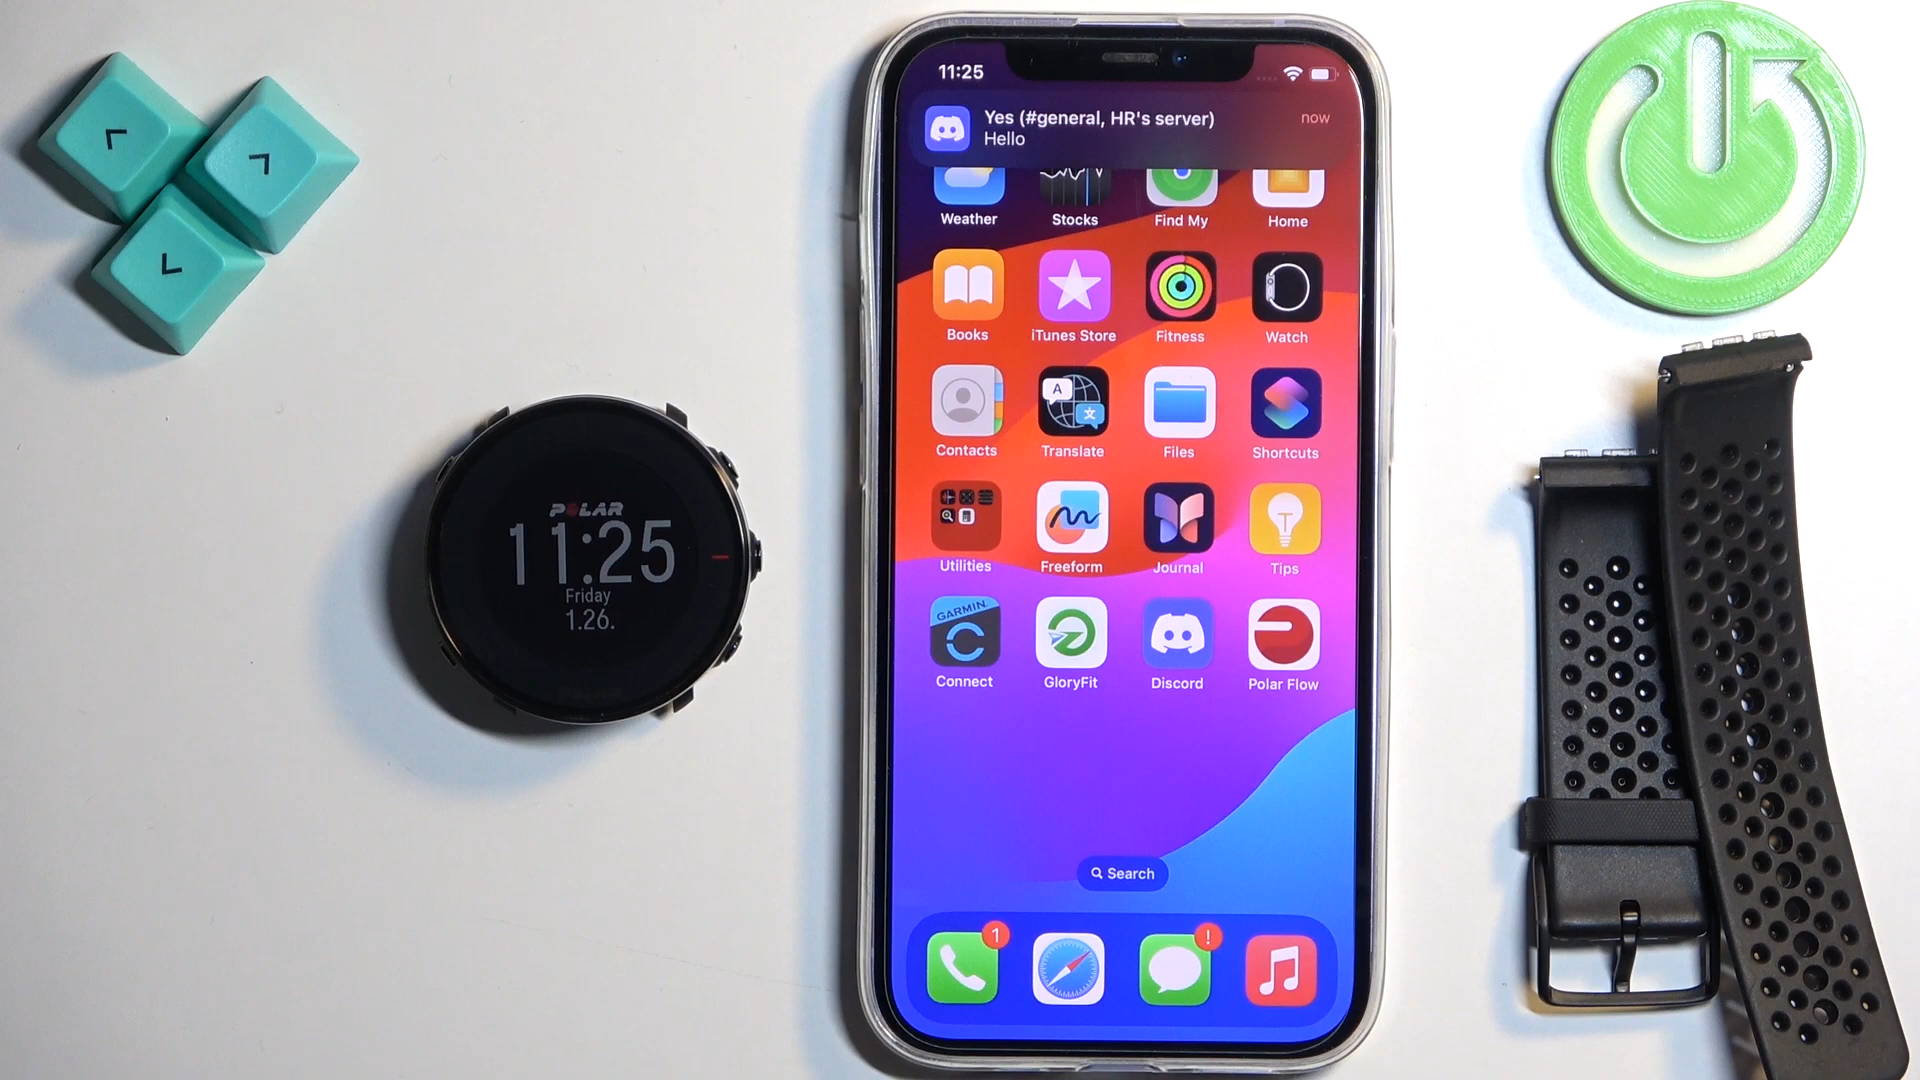 POLAR
11:25
Friday
1.26.
11:25
Yes (#general, HR's server)
now
Hello
Weather
Stocks
Find My
Home
Books
iTunes Store
Fitness
Watch
Contacts
A
文
Translate
Files
Shortcuts
Utilities
Freeform
Journal
Tips
GARMIN
Connect
GloryFit
Discord
Polar Flow
Search
1
!